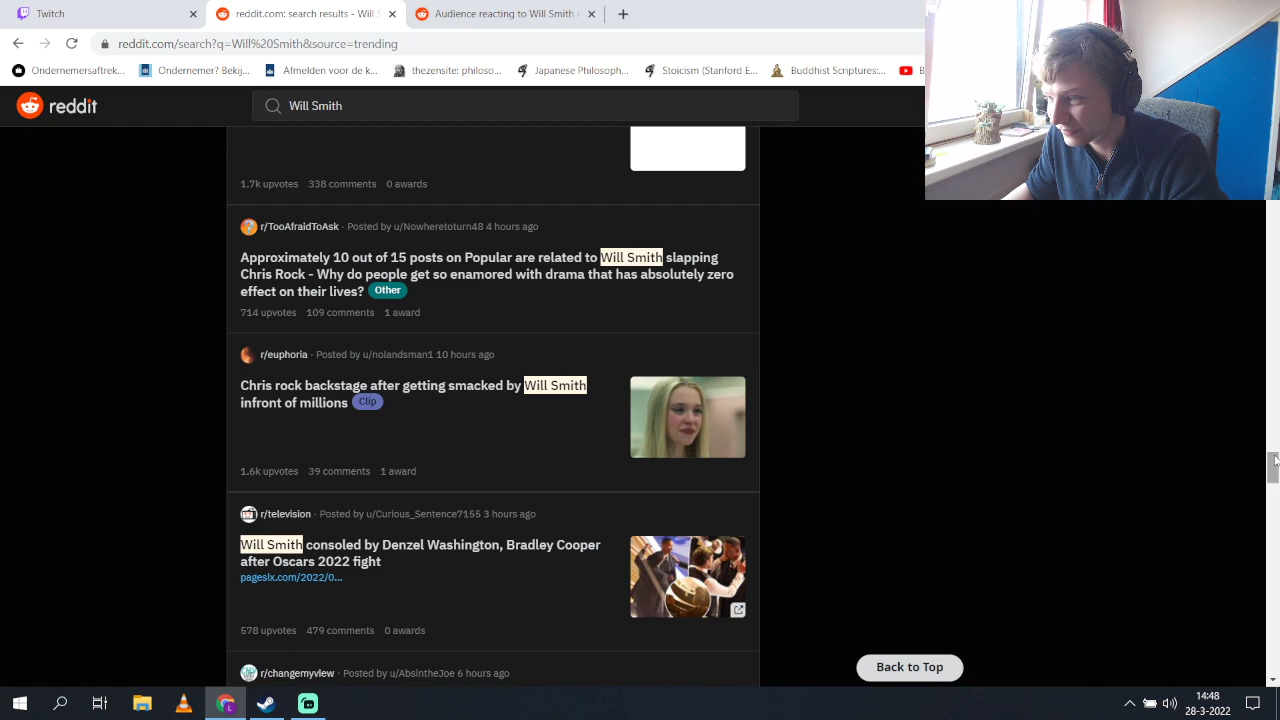 Twitch
reddit.com: search results - Will S
Audience reacting to Will Smith
reddit.com/search?q=Will%20Smith&source=trending
Ondernemersaftrek...
Ondernemer? Bekij...
Afmelden voor de k...
thezensite: philoso...
Japanese Philosoph...
Stoicism (Stanford E...
Buddhist Scriptures:...
reddit
Will Smith
1.7k upvotes 338 comments 0 awards
r/TooAfraidToAsk · Posted by u/Nowheretoturn48 4 hours ago
Approximately 10 out of 15 posts on Popular are related to Will Smith slapping
Chris Rock - Why do people get so enamored with drama that has absolutely zero
effect on their lives? Other
714 upvotes 109 comments 1 award
r/euphoria · Posted by u/nolandsman1 10 hours ago
Chris rock backstage after getting smacked by Will Smith
infront of millions Clip
1.6k upvotes 39 comments 1 award
r/television · Posted by u/Curious_Sentence7155 3 hours ago
Will Smith consoled by Denzel Washington, Bradley Cooper
after Oscars 2022 fight
pagesix.com/2022/0...
578 upvotes 479 comments 0 awards
r/changemyview · Posted by u/AbsintheJoe 6 hours ago
Back to Top
14:48
28-3-2022